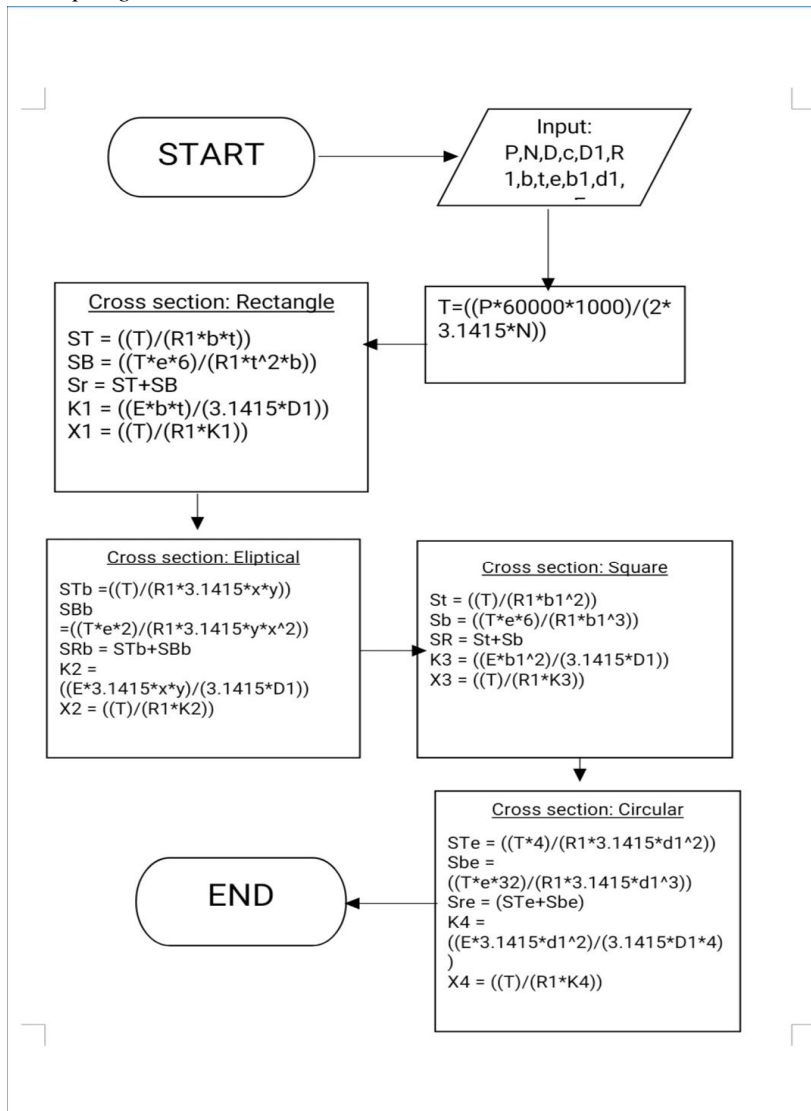 START
Input:
P,N,D,c,D1,R
1,b,t,e,b1,d1,
T=((P*60000*1000)/(2*
3.1415*N))
Cross section: Rectangle
ST = ((T)/(R1*b*t))
SB = ((T*e*6)/(R1*t^2*b))
Sr = ST+SB
K1 = ((E*b*t)/(3.1415*D1))
X1 = ((T)/(R1*K1))
Cross section: Eliptical
STb =((T)/(R1*3.1415*x*y))
SBb
=((T*e*2)/(R1*3.1415*y*x^2))
SRb = STb+SBb
K2 =
((E*3.1415*x*y)/(3.1415*D1))
X2 = ((T)/(R1*K2))
Cross section: Square
St = ((T)/(R1*b1^2))
Sb = ((T*e*6)/(R1*b1^3))
SR = St+Sb
K3 = ((E*b1^2)/(3.1415*D1))
X3 = ((T)/(R1*K3))
Cross section: Circular
STe = ((T*4)/(R1*3.1415*d1^2))
Sbe =
((T*e*32)/(R1*3.1415*d1^3))
Sre = (STe+Sbe)
K4 =
((E*3.1415*d1^2)/(3.1415*D1*4)
)
X4 = ((T)/(R1*K4))
END